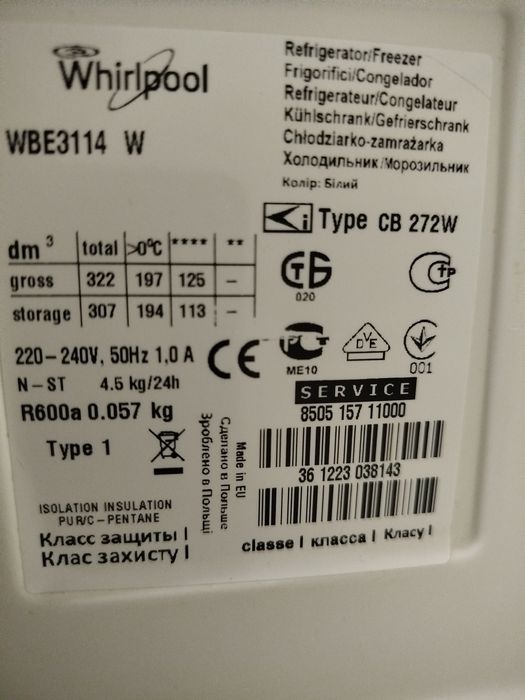 Whirlpool
WBE3114 W
Refrigerator/Freezer
Frigorifici/Congelador
Refrigerateur/Congelateur
Kühlschrank/Gefrierschrank
Chłodziarko-zamrażarka
Холодильник/Морозильник
Колір: Білий
i Type CB 272W
dm³ total >0°C **** **
gross 322 197 125 –
storage 307 194 113 –
220-240V, 50Hz 1,0 A
CE
N-ST 4.5 kg/24h
R600a 0.057 kg
Type 1
020
ME10
VDE
001
SERVICE
8505 157 11000
36 1223 038143
Made in EU
Сделано в Польше
Зроблено в Польщі
ISOLATION INSULATION
PUR/C-PENTANE
Класс защиты I
Клас захисту I
classe I класса I Класу I